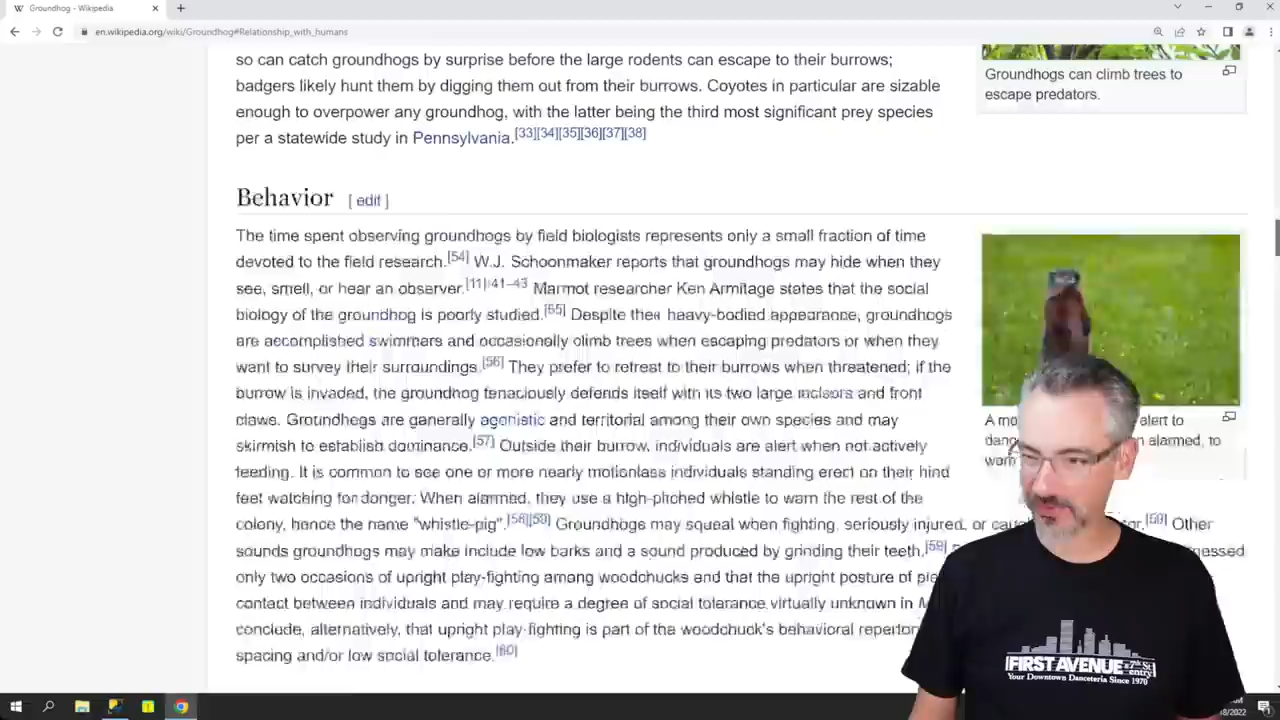 Groundhog - Wikipedia
en.wikipedia.org/wiki/Groundhog#Relationship_with_humans
so can catch groundhogs by surprise before the large rodents can escape to their burrows;
badgers likely hunt them by digging them out from their burrows. Coyotes in particular are sizable
enough to overpower any groundhog, with the latter being the third most significant prey species
per a statewide study in Pennsylvania.[33][34][35][36][37][38]
Groundhogs can climb trees to
escape predators.
Behavior [ edit ]
The time spent observing groundhogs by field biologists represents only a small fraction of time
devoted to the field research.[54] W.J. Schoonmaker reports that groundhogs may hide when they
see, smell, or hear an observer.[11]:41–43 Marmot researcher Ken Armitage states that the social
biology of the groundhog is poorly studied.[55] Despite their heavy-bodied appearance, groundhogs
are accomplished swimmers and occasionally climb trees when escaping predators or when they
want to survey their surroundings.[56] They prefer to retreat to their burrows when threatened; if the
burrow is invaded, the groundhog tenaciously defends itself with its two large incisors and front
claws. Groundhogs are generally agonistic and territorial among their own species and may
skirmish to establish dominance.[57] Outside their burrow, individuals are alert when not actively
feeding. It is common to see one or more nearly motionless individuals standing erect on their hind
feet watching for danger. When alarmed, they use a high-pitched whistle to warn the rest of the
colony, hence the name "whistle-pig".[58][59] Groundhogs may squeal when fighting, seriously injured, or Other
sounds groundhogs may make include low barks and a sound produced by grinding their teeth.[59]
only two occasions of upright play-fighting among woodchucks and that the upright posture of
contact between individuals and may require a degree of social tolerance virtually unknown in
conclude, alternatively, that upright play-fighting is part of the woodchuck's behavioral
spacing and/or low social tolerance.[60]
A alert to
alarmed, to
FIRST AVENUE & 7th St entry
Your Downtown Danceteria Since 1970